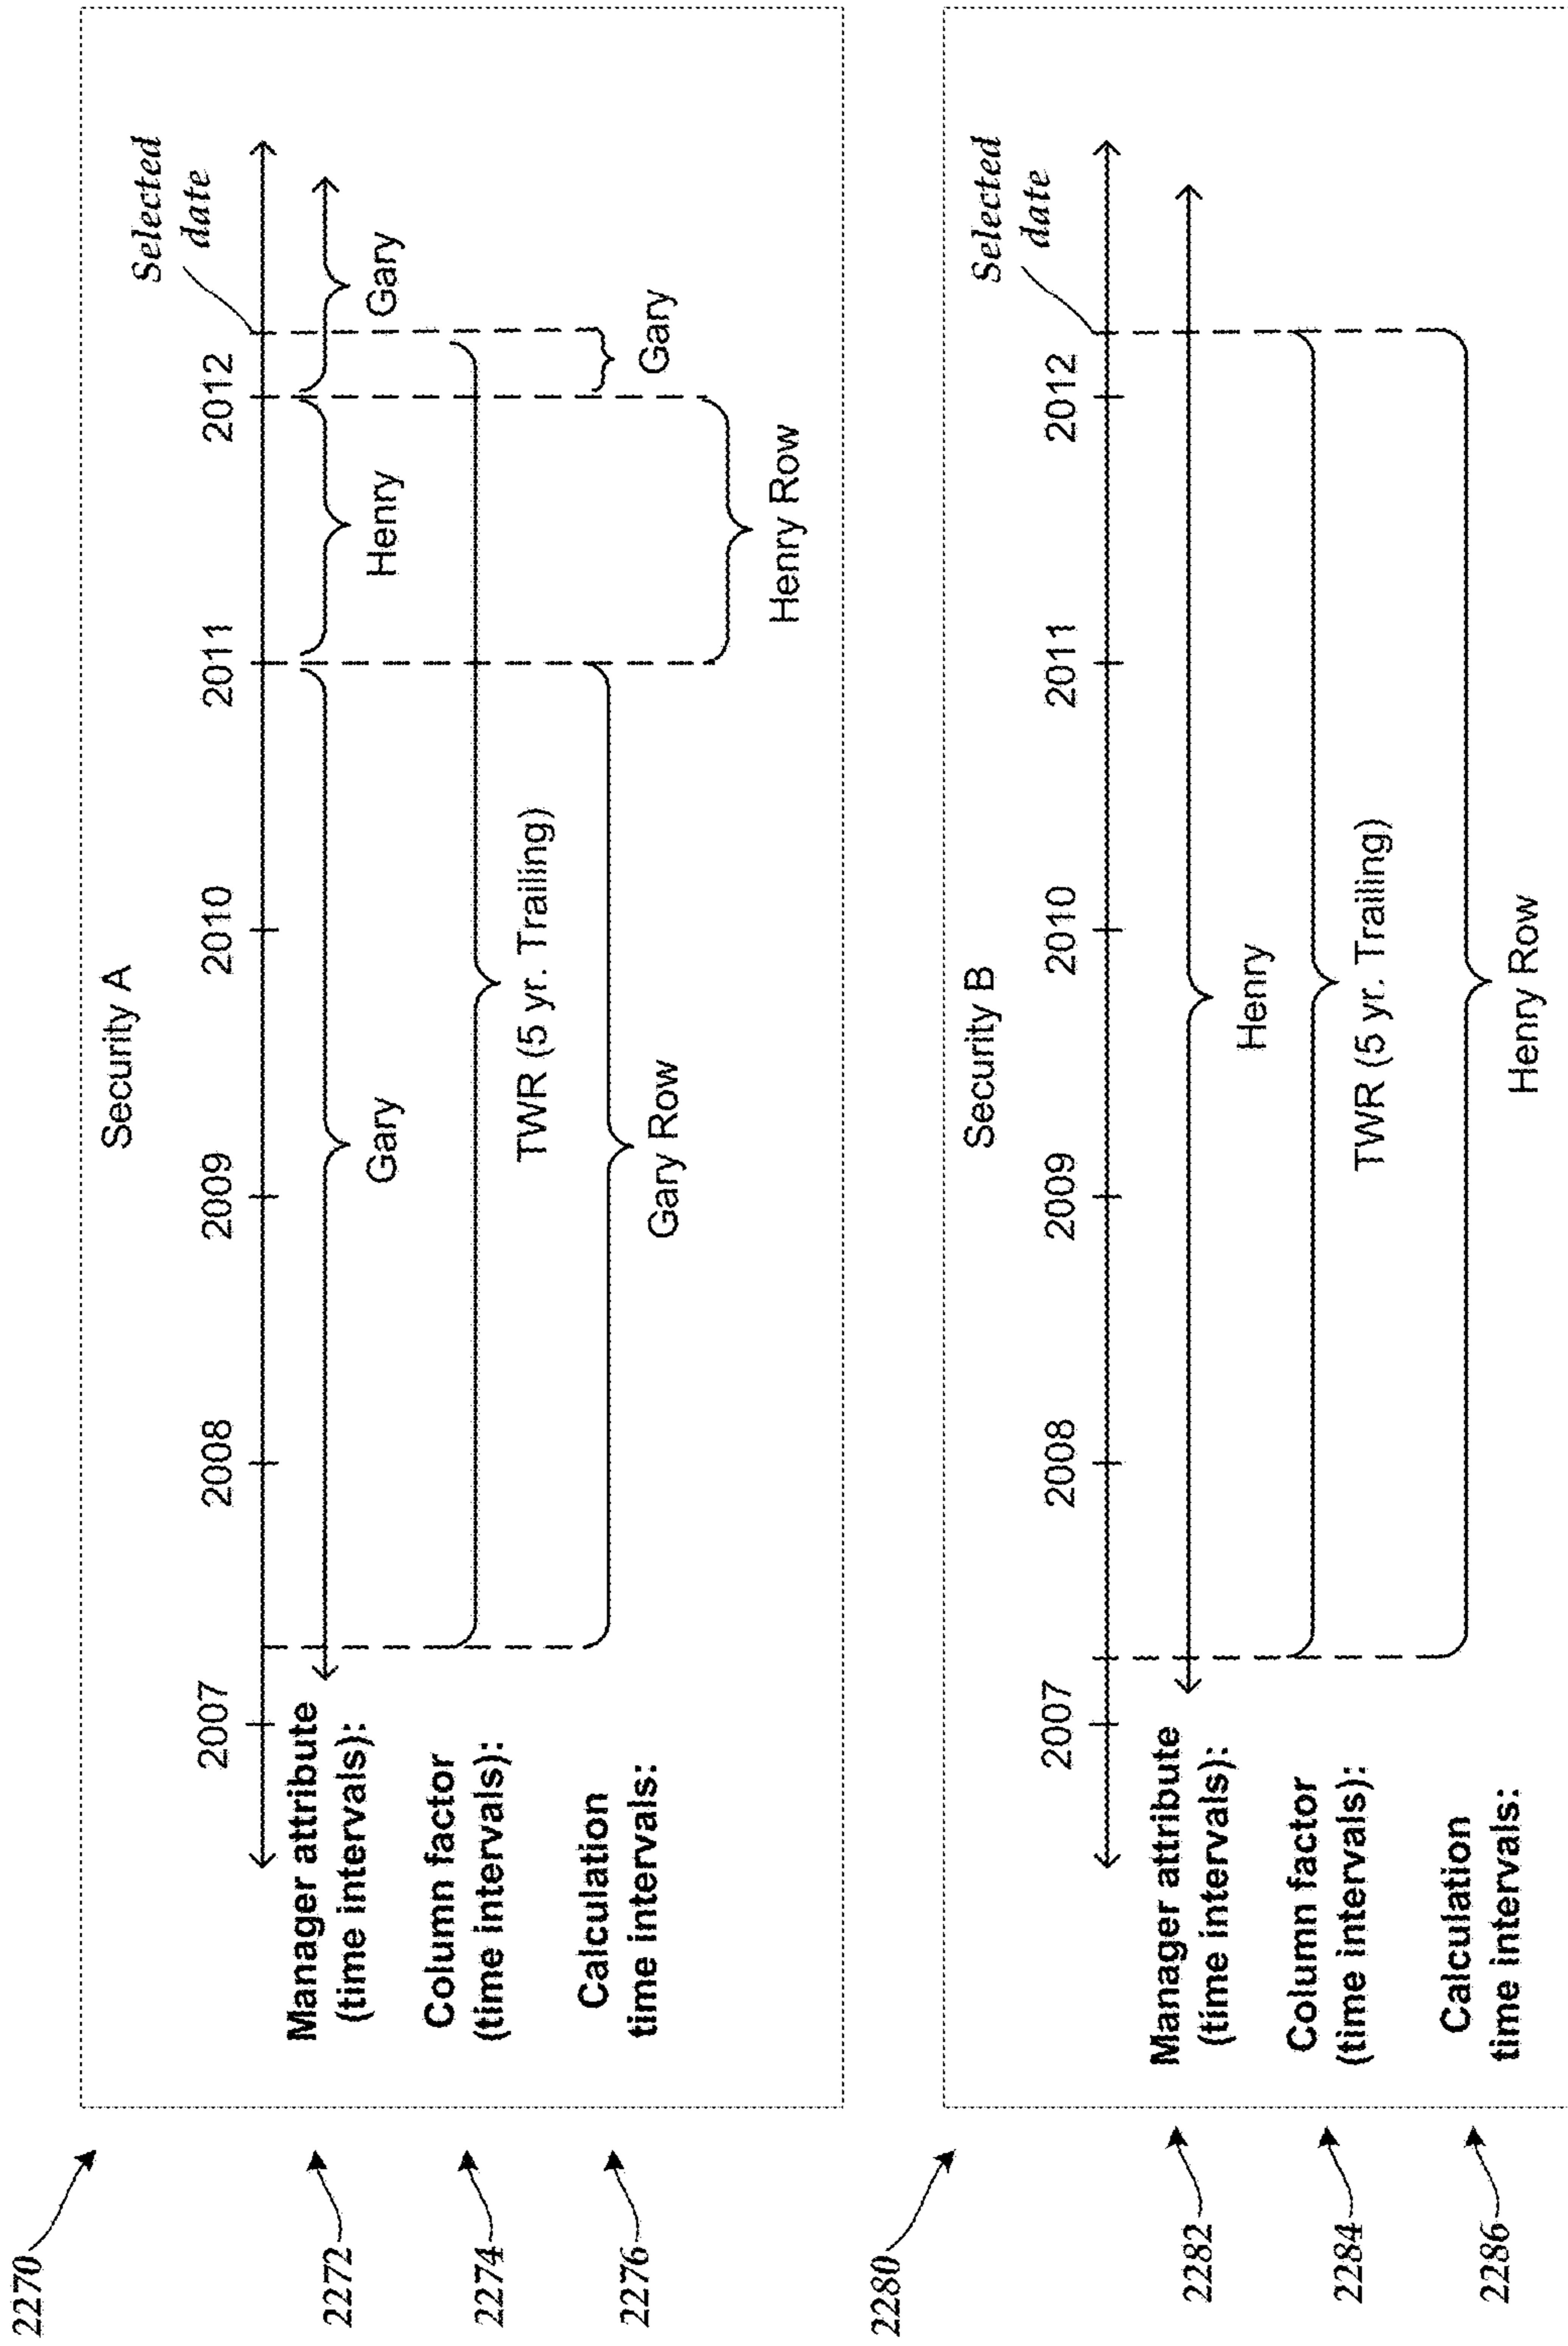 2270
Security A
2007 2008 2009 2010 2011 2012
Selected
date
2272
Manager attribute
(time intervals):
Gary Henry Gary
2274
Column factor
(time intervals):
TWR (5 yr. Trailing)
2276
Calculation
time intervals:
Gary Row Gary
Henry Row
2280
Security B
2007 2008 2009 2010 2011 2012
Selected
date
2282
Manager attribute
(time intervals):
Henry
2284
Column factor
(time intervals):
TWR (5 yr. Trailing)
2286
Calculation
time intervals:
Henry Row